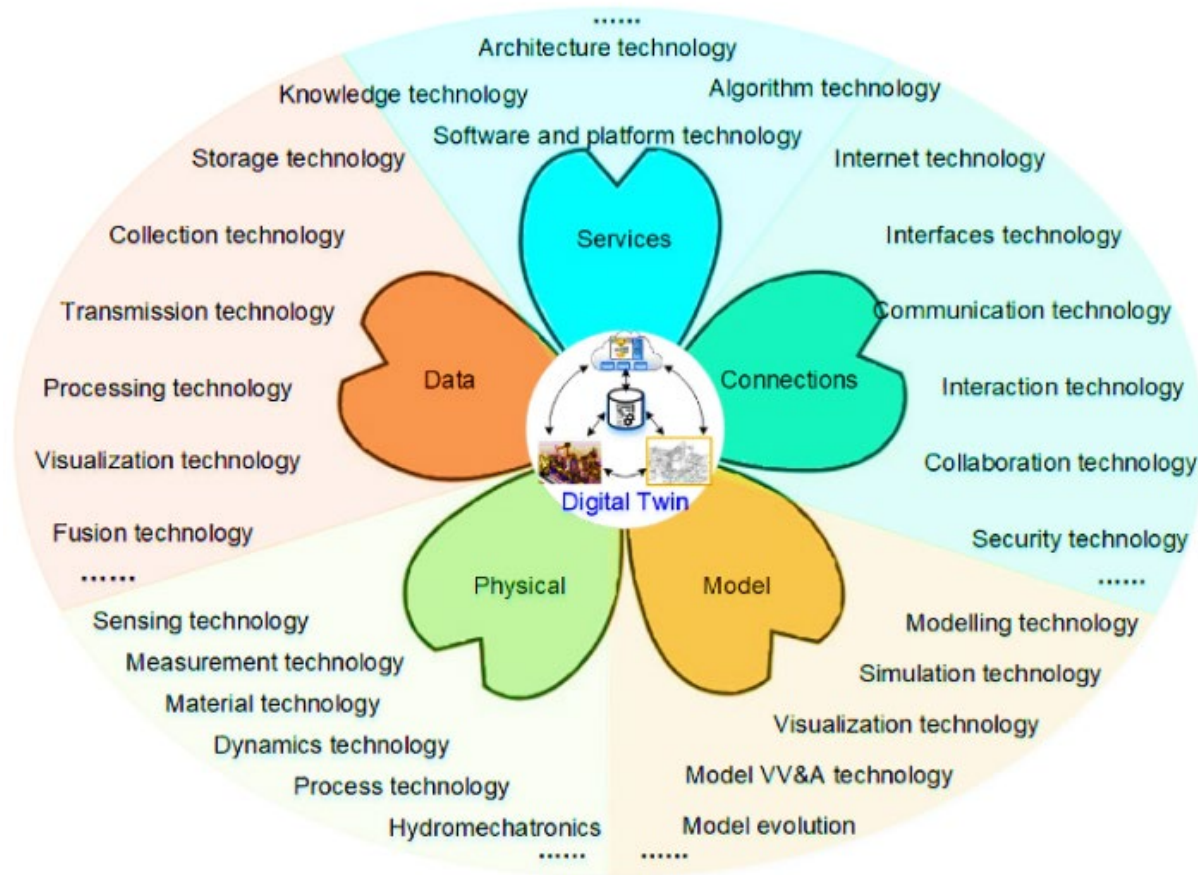 ......
Architecture technology
Knowledge technology
Algorithm technology
Software and platform technology
Services
Internet technology
Interfaces technology
Communication technology
Interaction technology
Collaboration technology
Security technology
......
Connections
Modelling technology
Simulation technology
Visualization technology
Model VV&A technology
Model evolution
......
Model
Sensing technology
Measurement technology
Material technology
Dynamics technology
Process technology
Hydromechatronics
......
Physical
Storage technology
Collection technology
Transmission technology
Processing technology
Visualization technology
Fusion technology
......
Data
Digital Twin